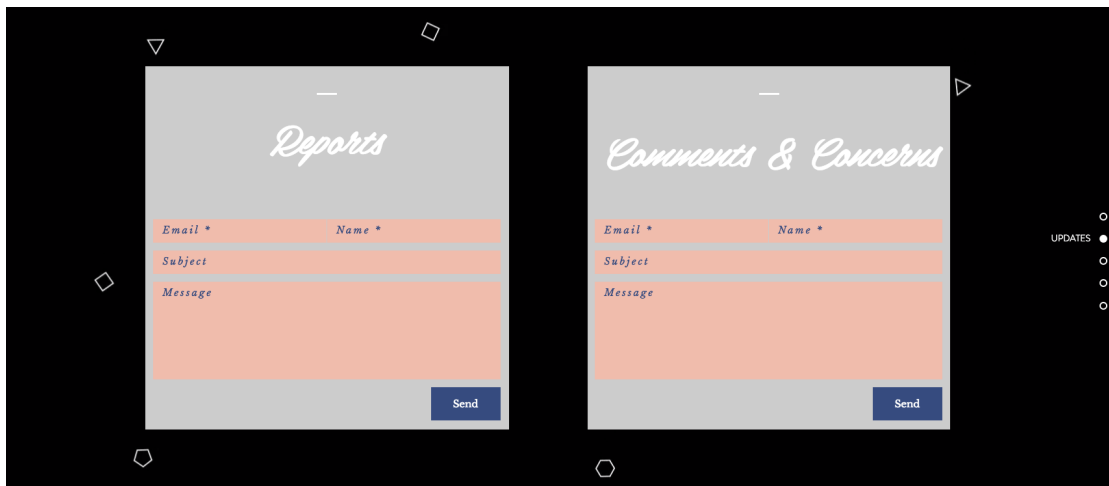 Reports
Email * Name *
Subject
Message
Send
Comments & Concerns
Email * Name *
Subject
Message
Send
UPDATES